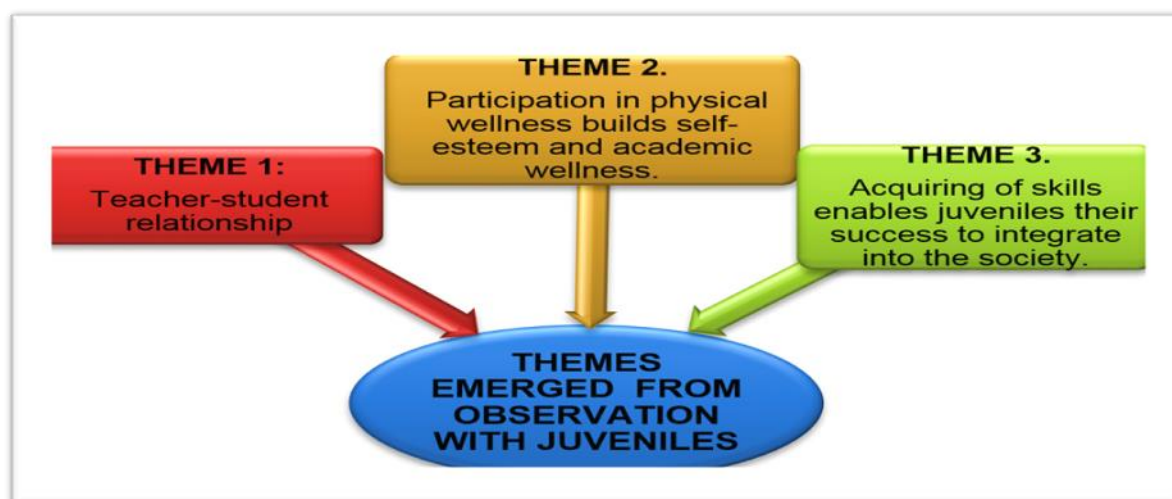 THEME 1:
Teacher-student
relationship
THEME 2.
Participation in physical
wellness builds self-
esteem and academic
wellness.
THEME 3.
Acquiring of skills
enables juveniles their
success to integrate
into the society.
THEMES
EMERGED FROM
OBSERVATION
WITH JUVENILES